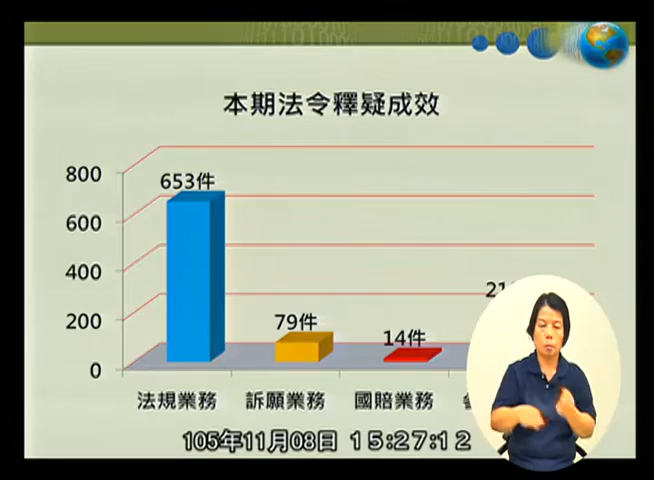 本期法令釋疑成效
800
653件
600
400
21
200
79件
14件
0
法規業務 訴願業務 國賠業務
105年11月08日 15:27:12